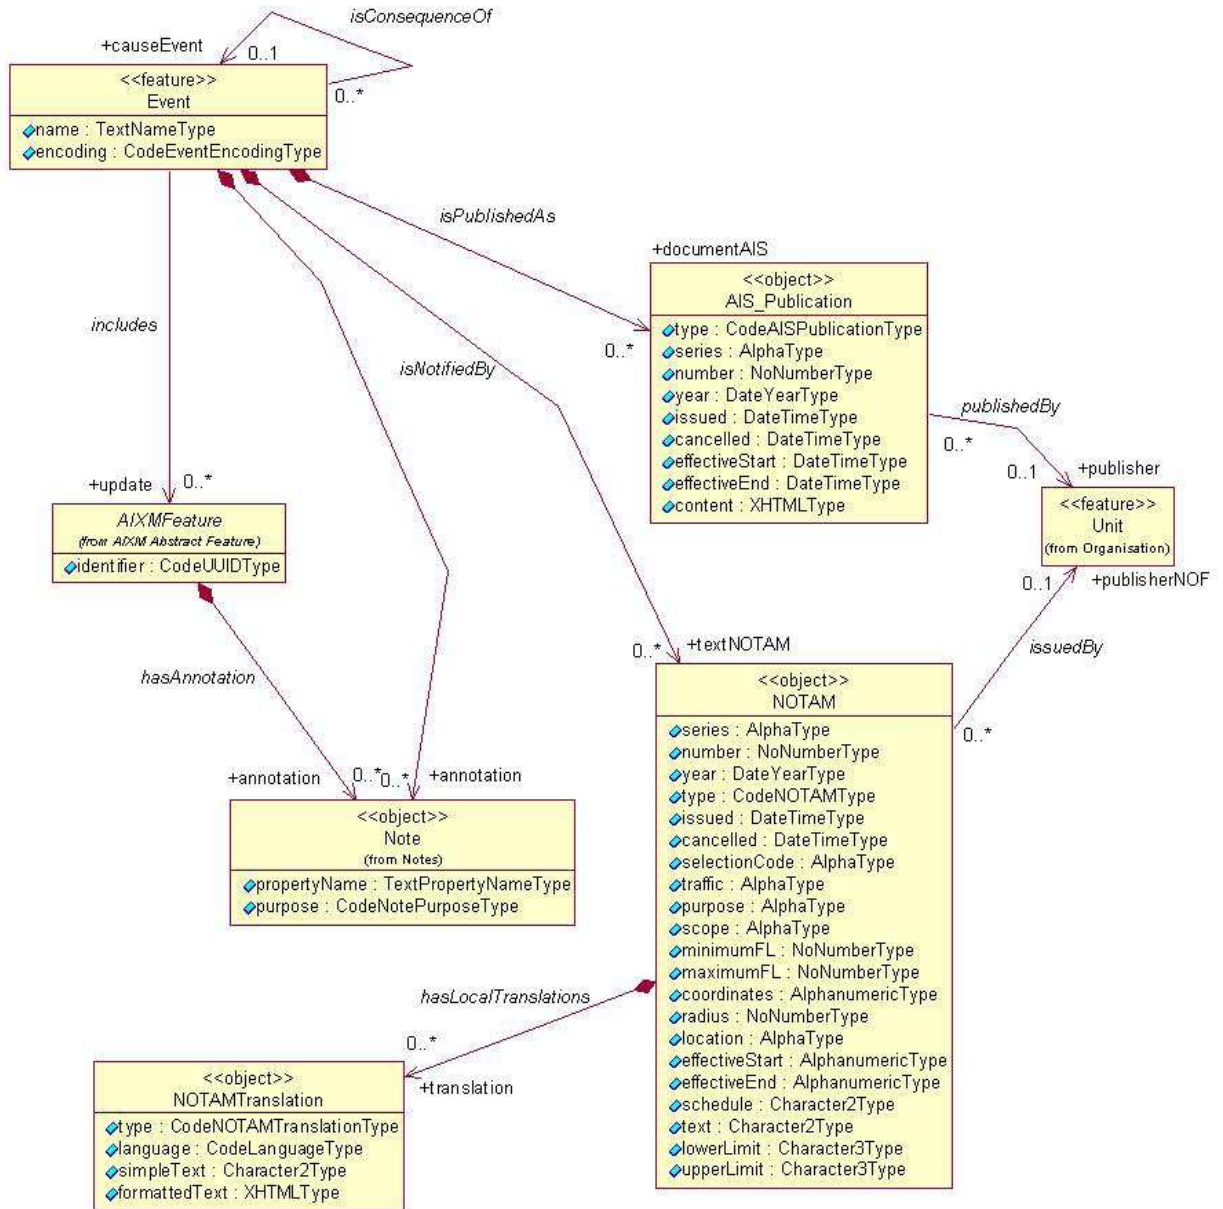 isConsequenceOf
+causeEvent
0..1
0..*
<<feature>>
Event
name : TextNameType
encoding : CodeEventEncodingType
isPublishedAs
+documentAIS
0..*
<<object>>
AIS_Publication
type : CodeAISPublicationType
series : AlphaType
number : NoNumberType
year : DateYearType
issued : DateTimeType
cancelled : DateTimeType
effectiveStart : DateTimeType
effectiveEnd : DateTimeType
content : XHTMLType
includes
isNotifiedBy
publishedBy
0..*
0..1
+publisher
<<feature>>
Unit
(from Organisation)
0..1
+publisherNOF
issuedBy
0..*
+update
0..*
AIXMFeature
(from AIXM Abstract Feature)
identifier : CodeUUIDType
hasAnnotation
+annotation
0..*
0..*
+annotation
<<object>>
Note
(from Notes)
propertyName : TextPropertyNameType
purpose : CodeNotePurposeType
0..*
+textNOTAM
<<object>>
NOTAM
series : AlphaType
number : NoNumberType
year : DateYearType
type : CodeNOTAMType
issued : DateTimeType
cancelled : DateTimeType
selectionCode : AlphaType
traffic : AlphaType
purpose : AlphaType
scope : AlphaType
minimumFL : NoNumberType
maximumFL : NoNumberType
coordinates : AlphanumericType
radius : NoNumberType
location : AlphaType
effectiveStart : AlphanumericType
effectiveEnd : AlphanumericType
schedule : Character2Type
text : Character2Type
lowerLimit : Character3Type
upperLimit : Character3Type
hasLocalTranslations
0..*
+translation
<<object>>
NOTAMTranslation
type : CodeNOTAMTranslationType
language : CodeLanguageType
simpleText : Character2Type
formattedText : XHTMLType